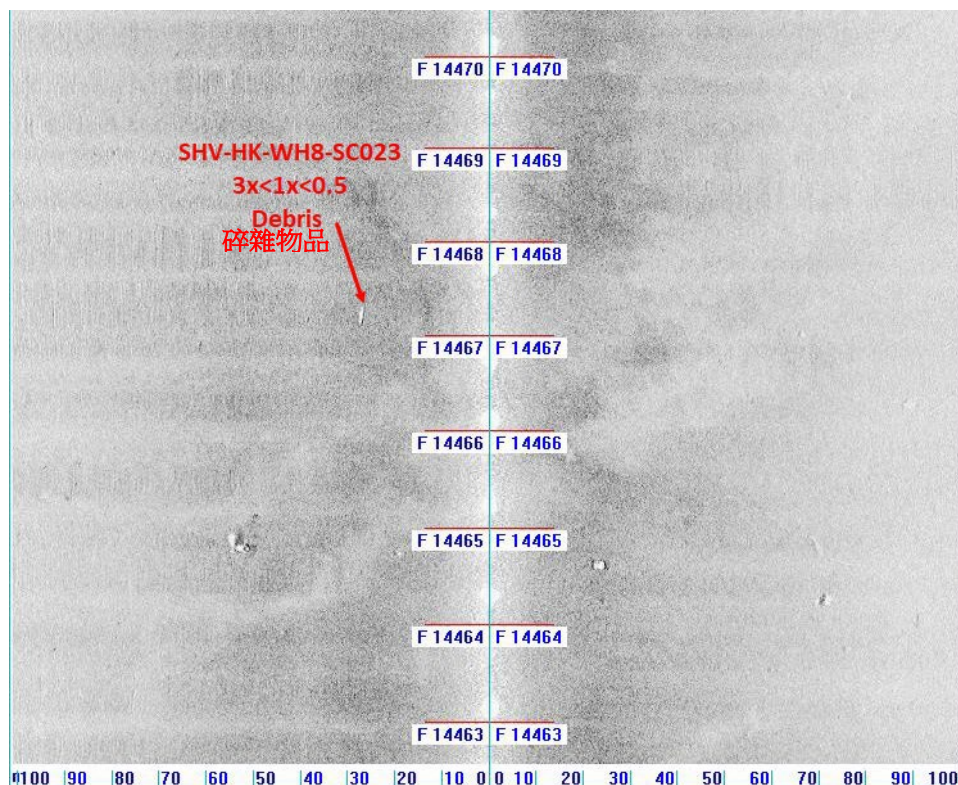 F 14470 F 14470
SHV-HK-WH8-SC023
3x<1x<0.5
Debris
碎雜物品
F 14469 F 14469
F 14468 F 14468
F 14467 F 14467
F 14466 F 14466
F 14465 F 14465
F 14464 F 14464
F 14463 F 14463
100 90 80 70 60 50 40 30 20 10 0 0 10 20 30 40 50 60 70 80 90 100